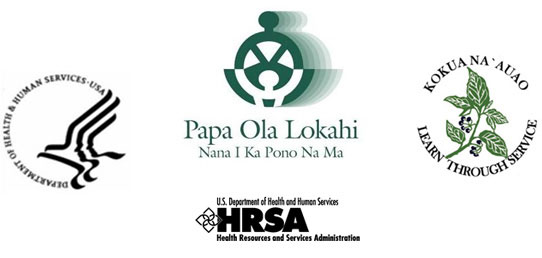 DEPARTMENT OF HEALTH & HUMAN SERVICES·USA
Papa Ola Lokahi
Nana I Ka Pono Na Ma
KOKUA NA`AUAO
LEARN THROUGH SERVICE
U.S. Department of Health and Human Services
HRSA
Health Resources and Services Administration